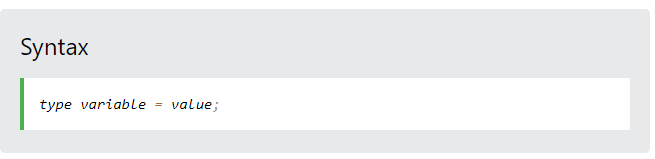 Syntax
type variable = value;